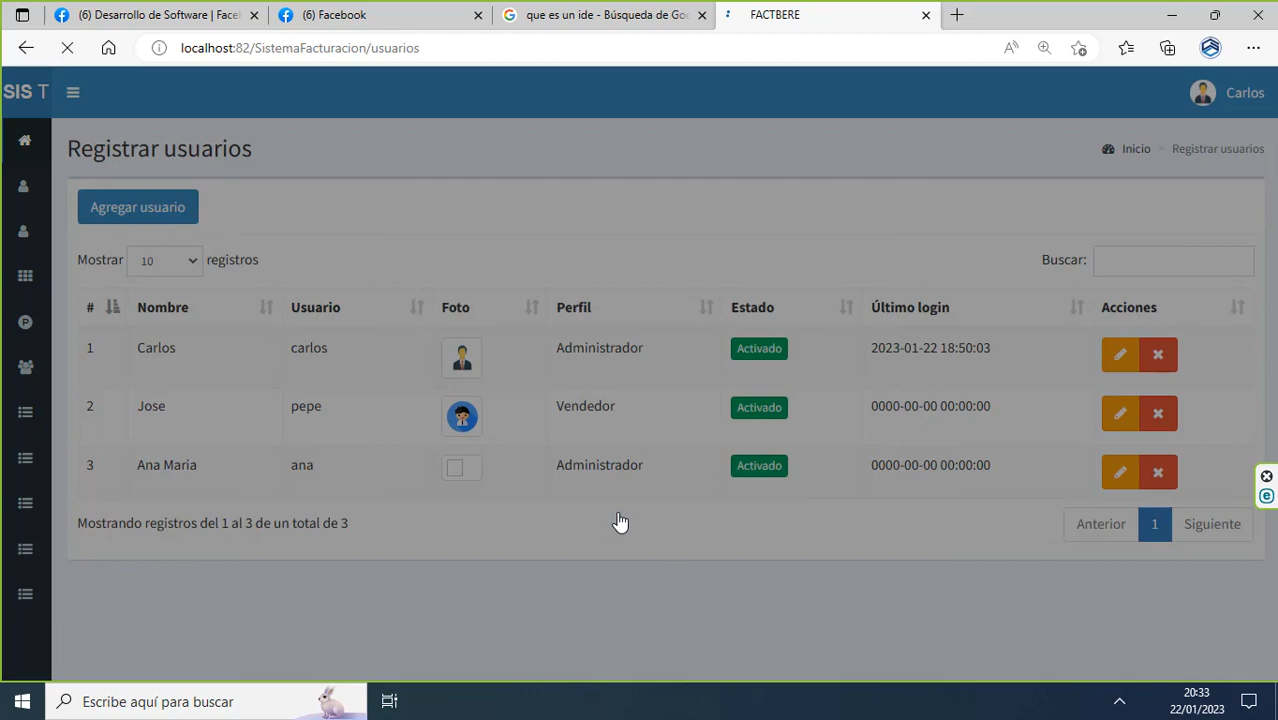 (6) Desarrollo de Software | Face
(6) Facebook
que es un ide - Búsqueda de Goo
FACTBERE
localhost:82/SistemaFacturacion/usuarios
SIS T
Carlos
Registrar usuarios
Inicio > Registrar usuarios
Agregar usuario
Mostrar 10 registros
Buscar:
# Nombre Usuario Foto Perfil Estado Último login Acciones
1 Carlos carlos Administrador Activado 2023-01-22 18:50:03
2 Jose pepe Vendedor Activado 0000-00-00 00:00:00
3 Ana Maria ana Administrador Activado 0000-00-00 00:00:00
Mostrando registros del 1 al 3 de un total de 3
Anterior 1 Siguiente
Escribe aquí para buscar
20:33
22/01/2023